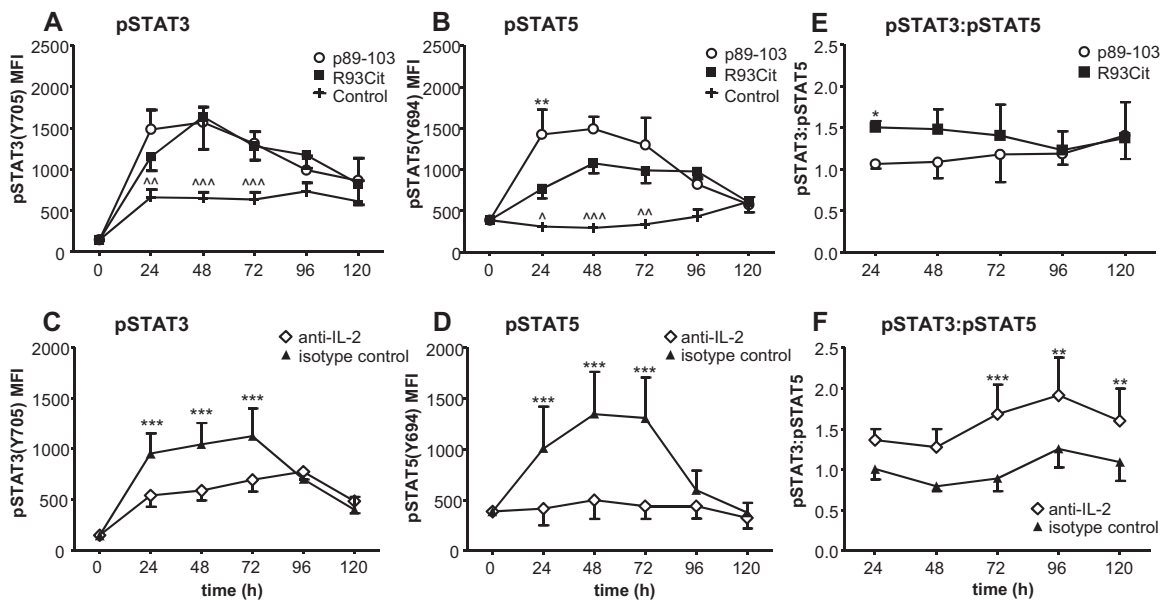 A pSTAT3
pSTAT3(Y705) MFI
2500
2000
1500
1000
500
0
p89-103
R93Cit
Control
^^ ^^^ ^^^
0 24 48 72 96 120
B pSTAT5
pSTAT5(Y694) MFI
2500
2000
1500
1000
500
0
p89-103
R93Cit
Control
**
^ ^^^ ^^
0 24 48 72 96 120
E pSTAT3:pSTAT5
pSTAT3:pSTAT5
2.5
2.0
1.5
1.0
0.5
0.0
p89-103
R93Cit
*
24 48 72 96 120
C pSTAT3
pSTAT3(Y705) MFI
2000
1500
1000
500
0
anti-IL-2
isotype control
*** *** ***
0 24 48 72 96 120
time (h)
D pSTAT5
pSTAT5(Y694) MFI
2000
1500
1000
500
0
anti-IL-2
isotype control
*** *** ***
0 24 48 72 96 120
time (h)
F pSTAT3:pSTAT5
pSTAT3:pSTAT5
2.5
2.0
1.5
1.0
0.5
0.0
*** ** **
anti-IL-2
isotype control
24 48 72 96 120
time (h)